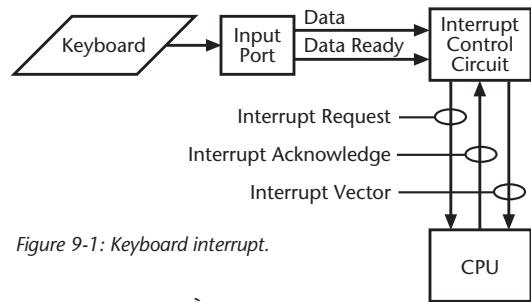 Keyboard
Input
Port
Data
Data Ready
Interrupt
Control
Circuit
Interrupt Request
Interrupt Acknowledge
Interrupt Vector
CPU
Figure 9-1: Keyboard interrupt.